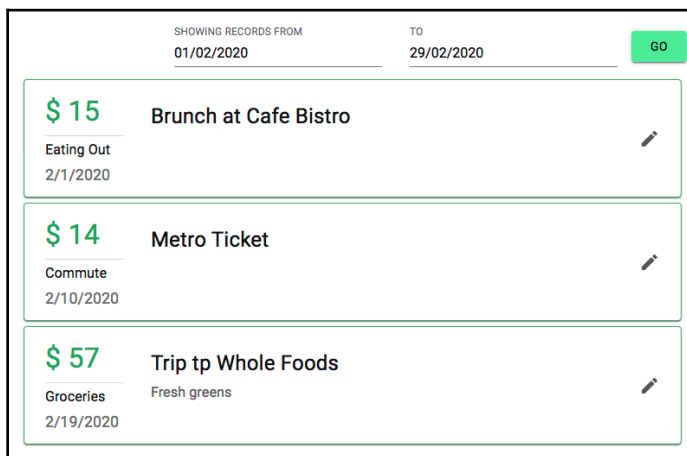 SHOWING RECORDS FROM TO
01/02/2020 29/02/2020 GO
$ 15
Brunch at Cafe Bistro
Eating Out
2/1/2020
$ 14
Metro Ticket
Commute
2/10/2020
$ 57
Trip tp Whole Foods
Fresh greens
Groceries
2/19/2020